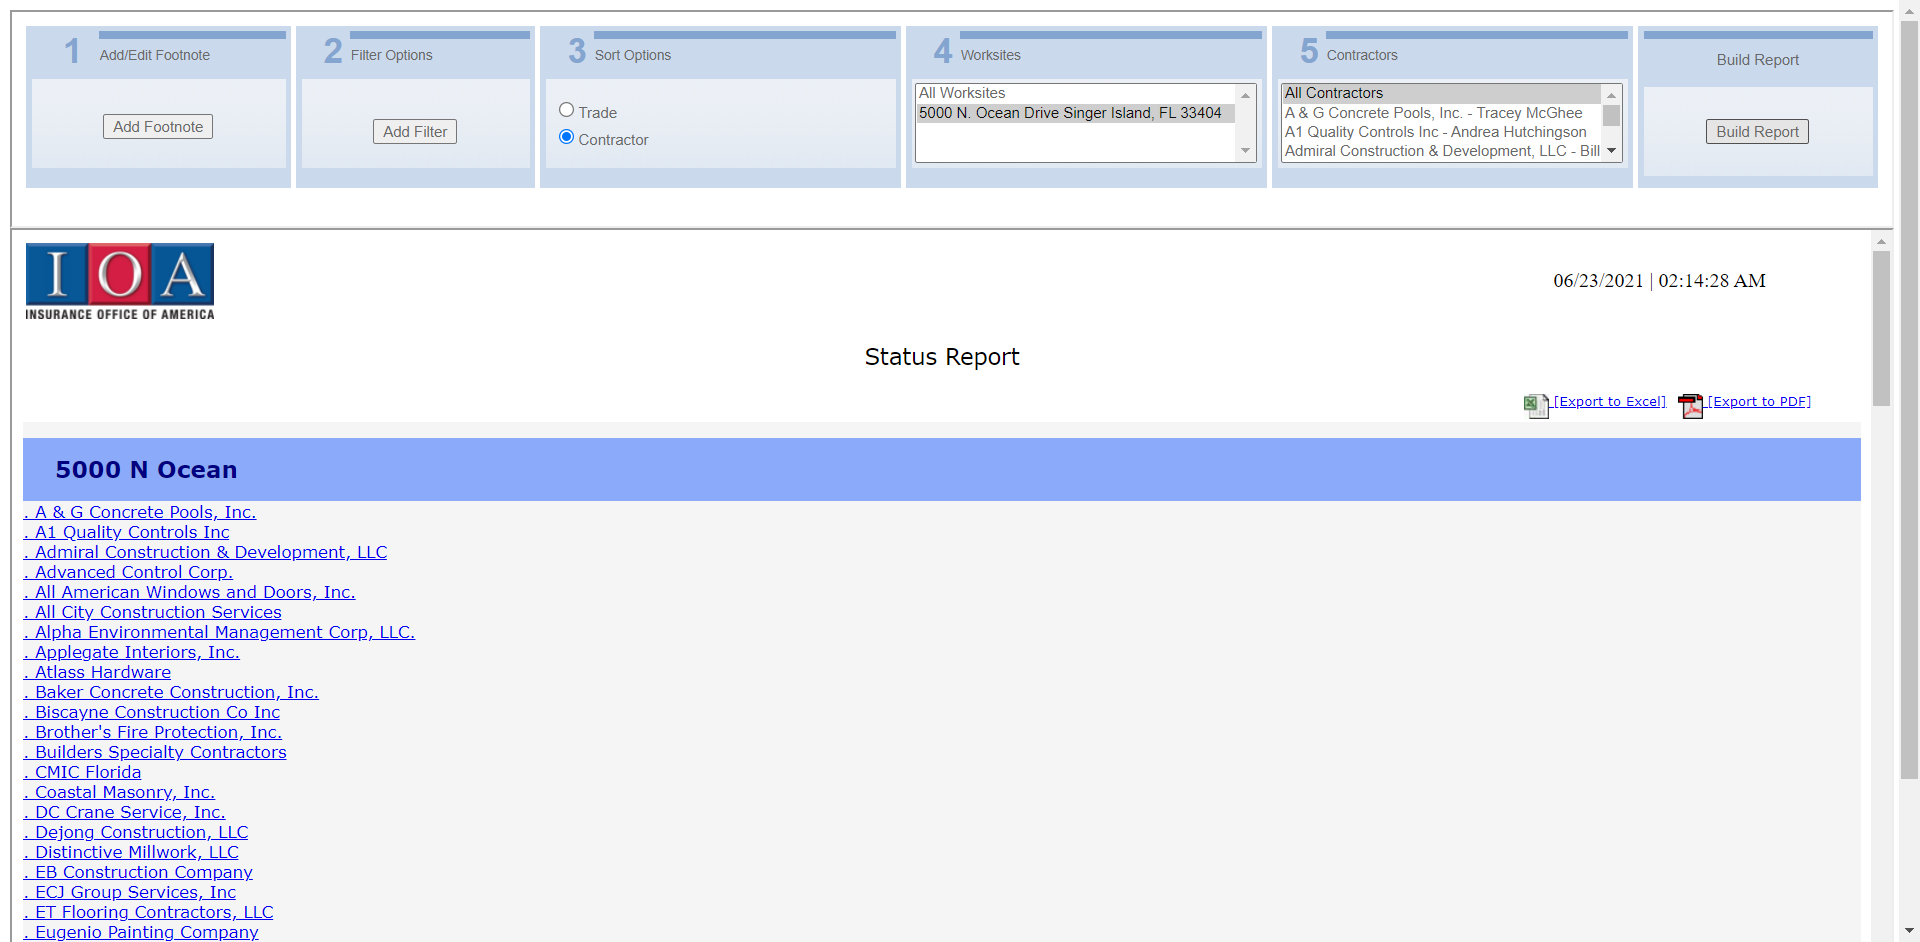 1 Add/Edit Footnote
Add Footnote
2 Filter Options
Add Filter
3 Sort Options
Trade
Contractor
4 Worksites
All Worksites
5000 N. Ocean Drive Singer Island, FL 33404
5 Contractors
All Contractors
A & G Concrete Pools, Inc. - Tracey McGhee
A1 Quality Controls Inc - Andrea Hutchingson
Admiral Construction & Development, LLC - Bill
Build Report
Build Report
IOA
INSURANCE OFFICE OF AMERICA
06/23/2021 | 02:14:28 AM
Status Report
[Export to Excel] [Export to PDF]
5000 N Ocean
. A & G Concrete Pools, Inc.
. A1 Quality Controls Inc
. Admiral Construction & Development, LLC
. Advanced Control Corp.
. All American Windows and Doors, Inc.
. All City Construction Services
. Alpha Environmental Management Corp, LLC.
. Applegate Interiors, Inc.
. Atlass Hardware
. Baker Concrete Construction, Inc.
. Biscayne Construction Co Inc
. Brother's Fire Protection, Inc.
. Builders Specialty Contractors
. CMIC Florida
. Coastal Masonry, Inc.
. DC Crane Service, Inc.
. Dejong Construction, LLC
. Distinctive Millwork, LLC
. EB Construction Company
. ECJ Group Services, Inc
. ET Flooring Contractors, LLC
. Eugenio Painting Company